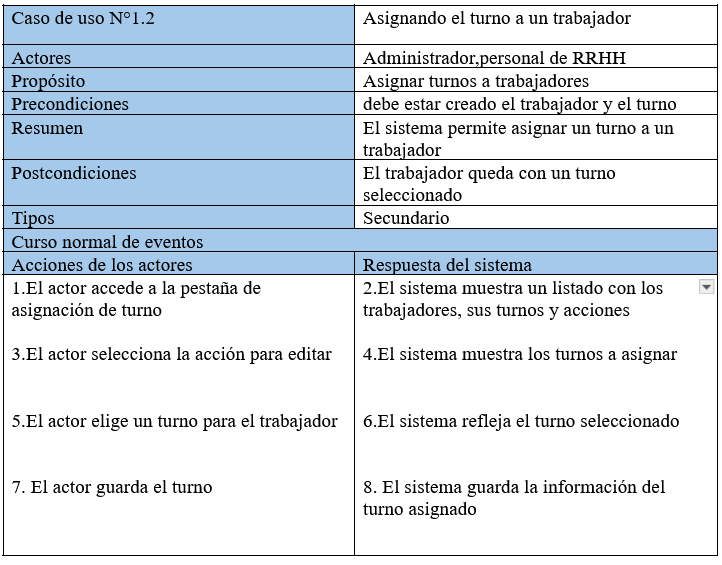 Caso de uso N°1.2
Asignando el turno a un trabajador
Actores
Administrador,personal de RRHH
Propósito
Asignar turnos a trabajadores
Precondiciones
debe estar creado el trabajador y el turno
Resumen
El sistema permite asignar un turno a un
trabajador
Postcondiciones
El trabajador queda con un turno
seleccionado
Tipos
Secundario
Curso normal de eventos
Acciones de los actores
Respuesta del sistema
1.El actor accede a la pestaña de
asignación de turno
2.El sistema muestra un listado con los
trabajadores, sus turnos y acciones
3.El actor selecciona la acción para editar
4.El sistema muestra los turnos a asignar
5.El actor elige un turno para el trabajador
6.El sistema refleja el turno seleccionado
7. El actor guarda el turno
8. El sistema guarda la información del
turno asignado